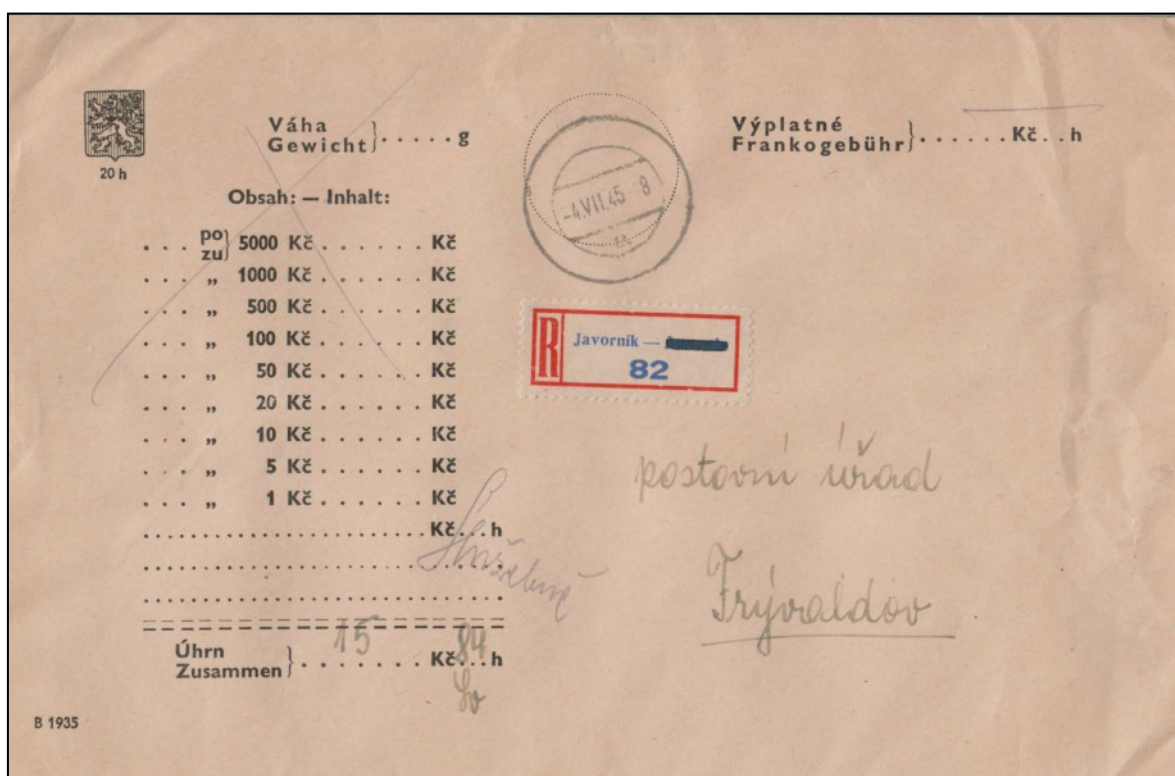 20 h
Váha
Gewicht } . . . . . g
Výplatné
Frankogebühr } . . . . . . Kč . . h
Obsah: — Inhalt:
-4.VII.45 8
. . . po
zu } 5000 Kč . . . . . . Kč
. . . „ 1000 Kč . . . . . . Kč
. . . „ 500 Kč . . . . . . Kč
. . . „ 100 Kč . . . . . . Kč
. . . „ 50 Kč . . . . . . Kč
. . . „ 20 Kč . . . . . . Kč
. . . „ 10 Kč . . . . . . Kč
. . . „ 5 Kč . . . . . . Kč
. . . „ 1 Kč . . . . . . Kč
Kč . . . h
R Javorník —
82
poštovní úřad
Frývaldov
Služebně
15 84
Úhrn
Zusammen } . . . . . . . Kč . . . h
B 1935